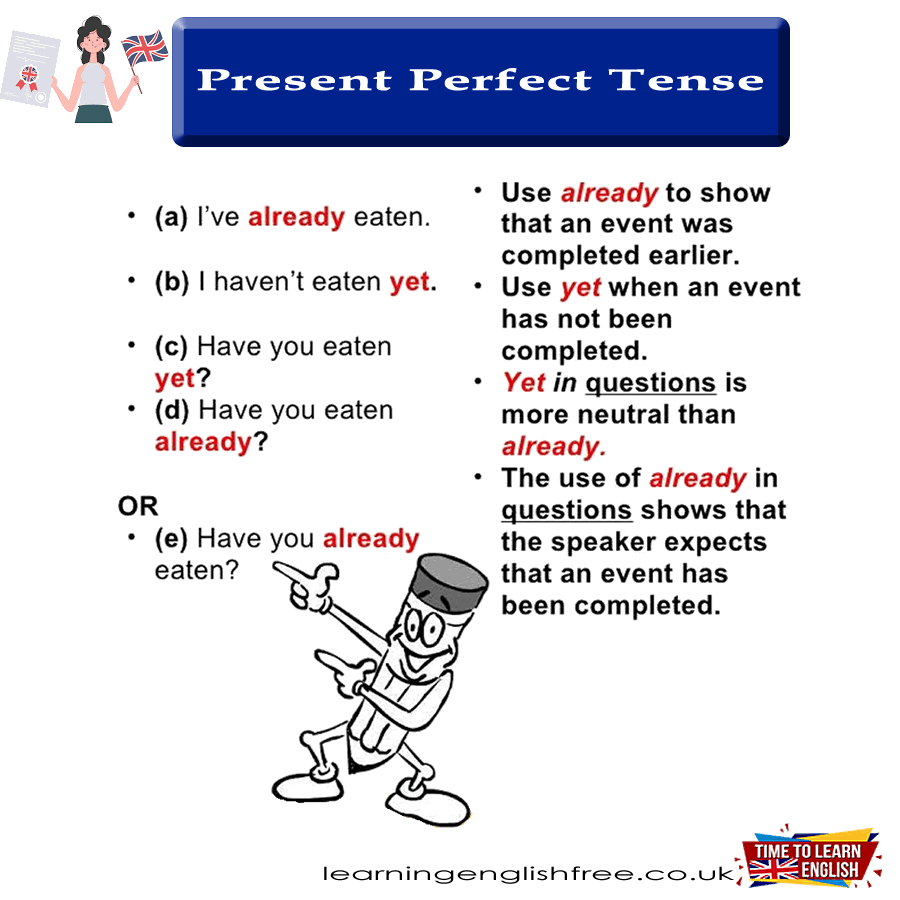 Present Perfect Tense
• (a) I’ve already eaten.
• (b) I haven’t eaten yet.
• (c) Have you eaten
yet?
• (d) Have you eaten
already?
OR
• (e) Have you already
eaten?
• Use already to show
that an event was
completed earlier.
• Use yet when an event
has not been
completed.
• Yet in questions is
more neutral than
already.
• The use of already in
questions shows that
the speaker expects
that an event has
been completed.
learningenglishfree.co.uk
TIME TO LEARN
ENGLISH